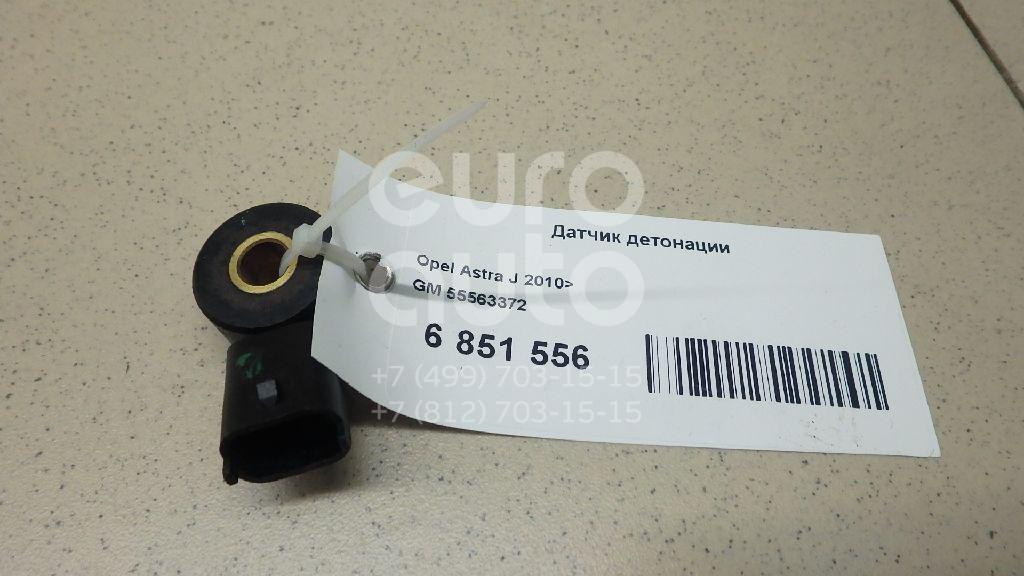 euro
auto
Датчик детонации
Opel Astra J 2010>
GM 55563372
6 851 556
+7 (499) 703-15-15
+7 (812) 703-15-15